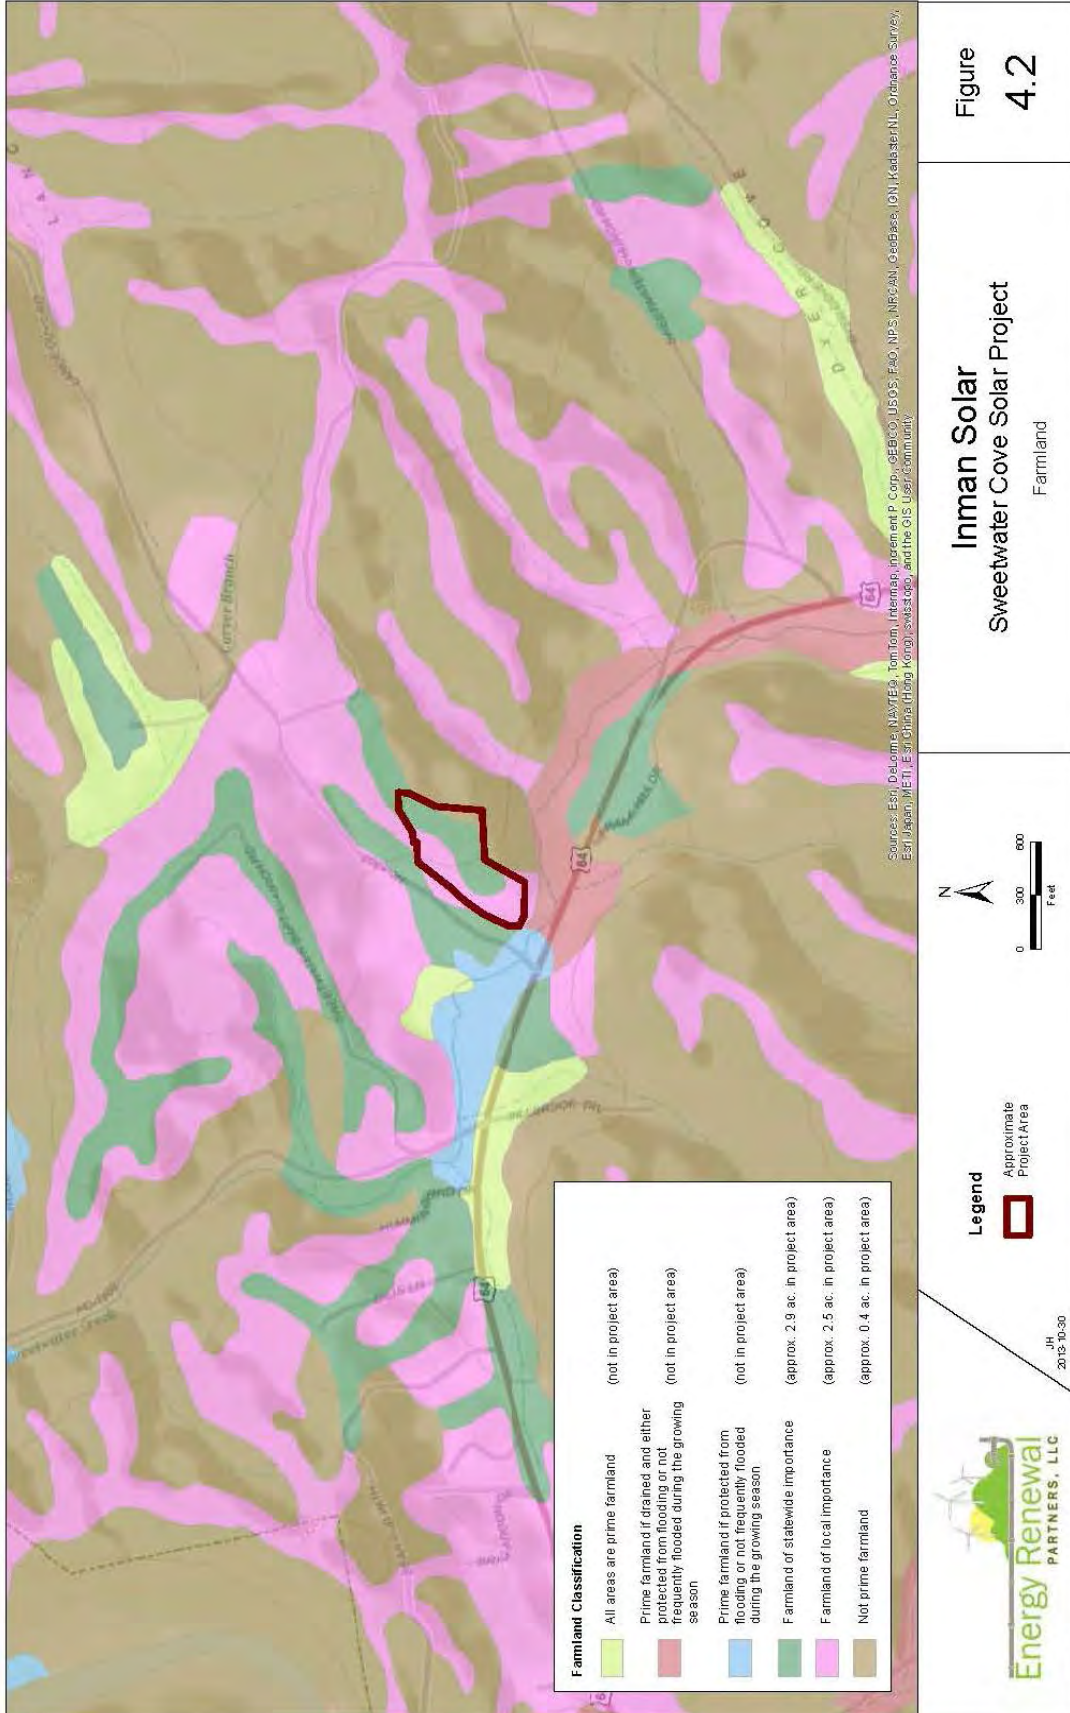 Farmland Classification
All areas are prime farmland
(not in project area)
Prime farmland if drained and either
protected from flooding or not
frequently flooded during the growing
season
(not in project area)
Prime farmland if protected from
flooding or not frequently flooded
during the growing season
(not in project area)
Farmland of statewide importance
(approx. 2.9 ac. in project area)
Farmland of local importance
(approx. 2.5 ac. in project area)
Not prime farmland
(approx. 0.4 ac. in project area)
Carver Branch
64
64
64
D Y E R C O V E
Sources: Esri, DeLorme, NAVTEQ, TomTom, Intermap, increment P Corp., GEBCO, USGS, FAO, NPS, NRCAN, GeoBase, IGN, Kadaster NL, Ordnance Survey,
Esri Japan, METI, Esri China (Hong Kong), swisstopo, and the GIS User Community
Energy Renewal
PARTNERS, LLC
JH
2013-10-30
Legend
Approximate
Project Area
N
0 300 600
Feet
Inman Solar
Sweetwater Cove Solar Project
Farmland
Figure
4.2